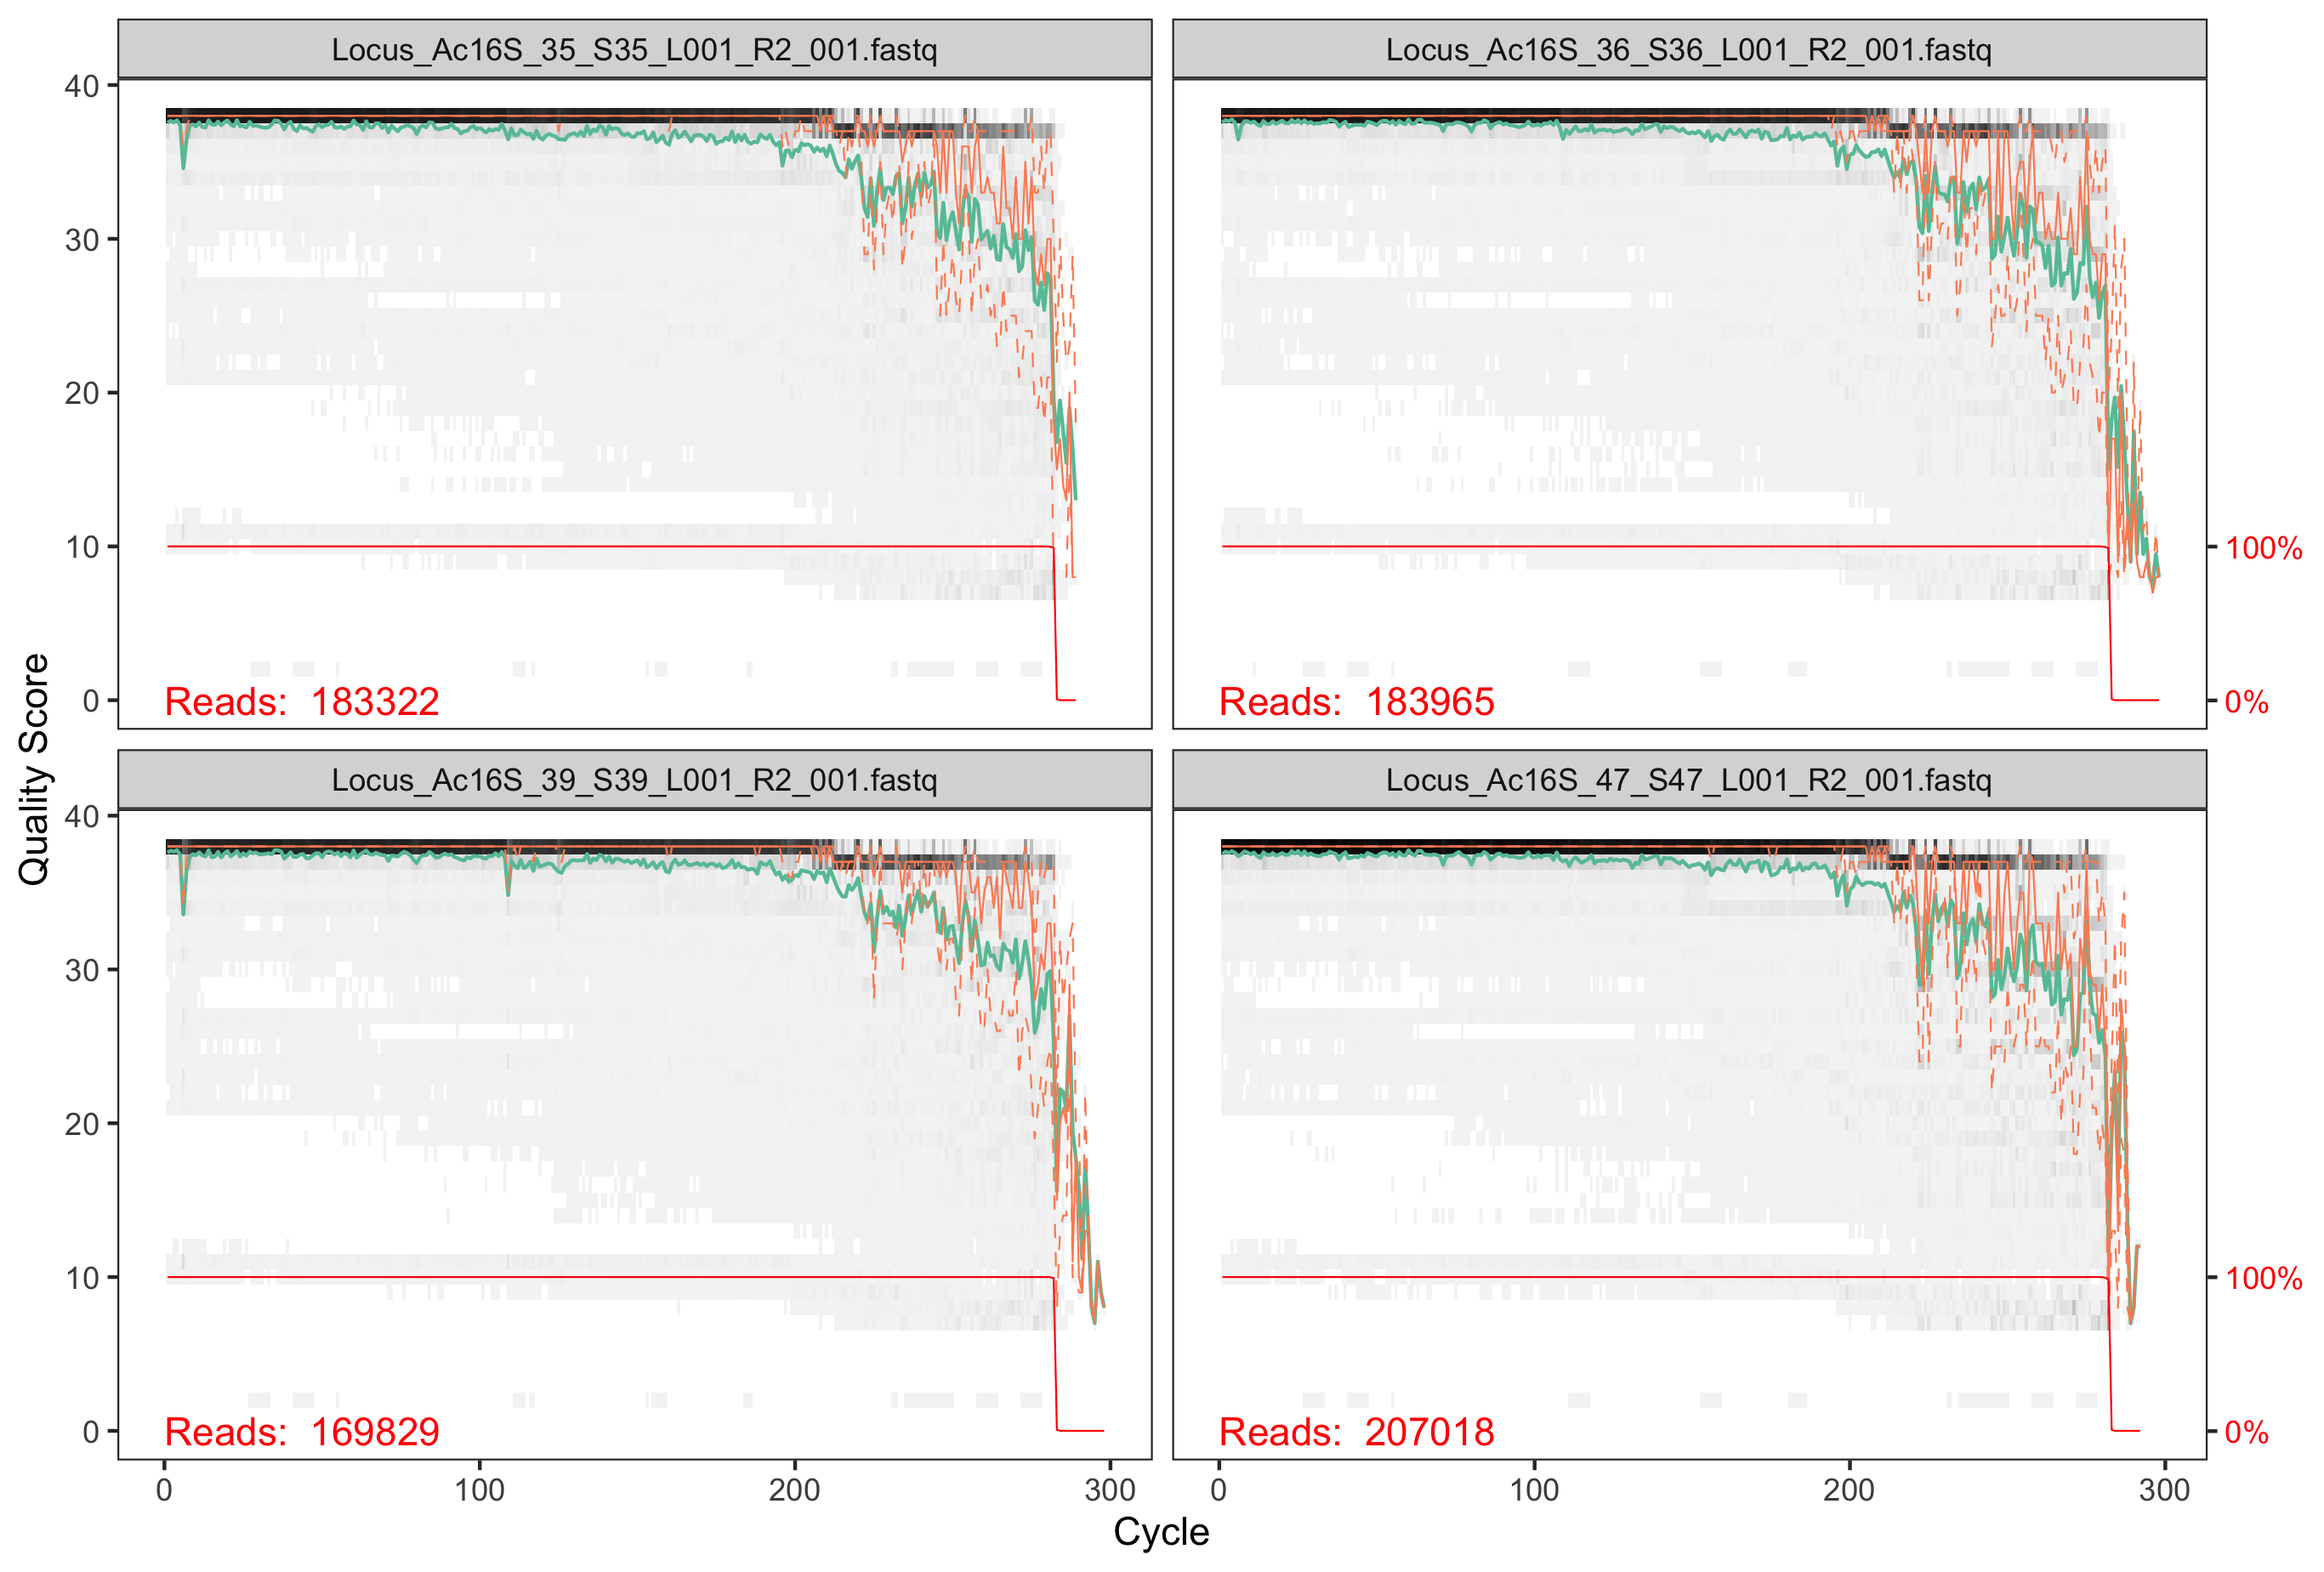 Locus_Ac16S_35_S35_L001_R2_001.fastq
Locus_Ac16S_36_S36_L001_R2_001.fastq
40
30
20
10
0
Reads: 183322
Reads: 183965
100%
0%
Quality Score
Locus_Ac16S_39_S39_L001_R2_001.fastq
Locus_Ac16S_47_S47_L001_R2_001.fastq
40
30
20
10
0
Reads: 169829
Reads: 207018
100%
0%
0 100 200 300
0 100 200 300
Cycle